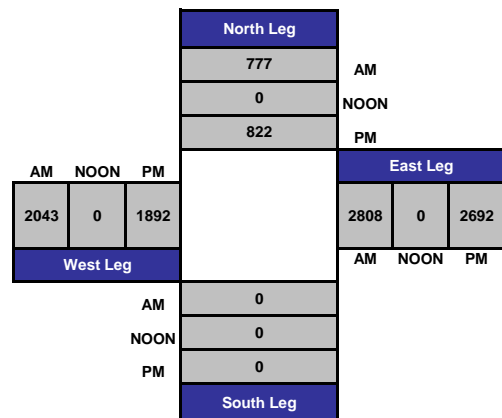 North Leg
777
AM
0
NOON
822
PM
AM NOON PM
East Leg
2043 0 1892
2808 0 2692
West Leg
AM NOON PM
AM
0
NOON
0
PM
0
South Leg